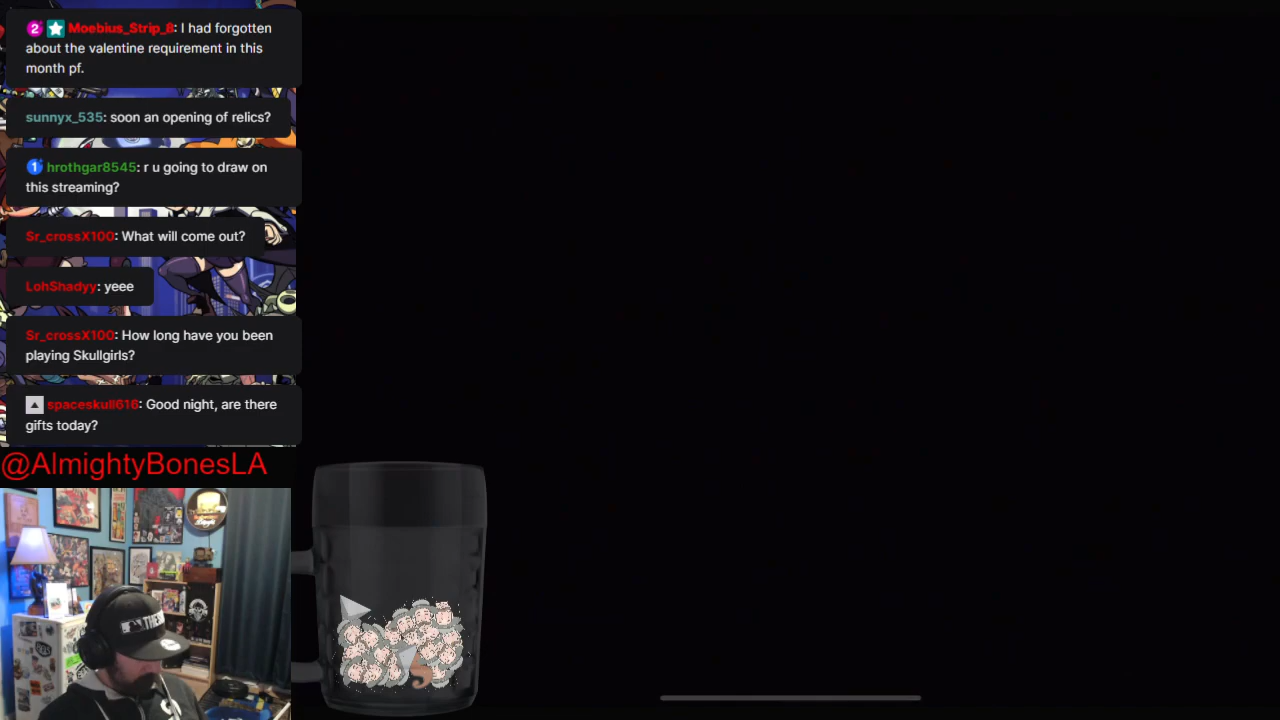 2 Moebius_Strip_8: I had forgotten
about the valentine requirement in this
month pf.
sunnyx_535: soon an opening of relics?
1 hrothgar8545: r u going to draw on
this streaming?
Sr_crossX100: What will come out?
LohShadyy: yeee
Sr_crossX100: How long have you been
playing Skullgirls?
spaceskull616: Good night, are there
gifts today?
@AlmightyBonesLA